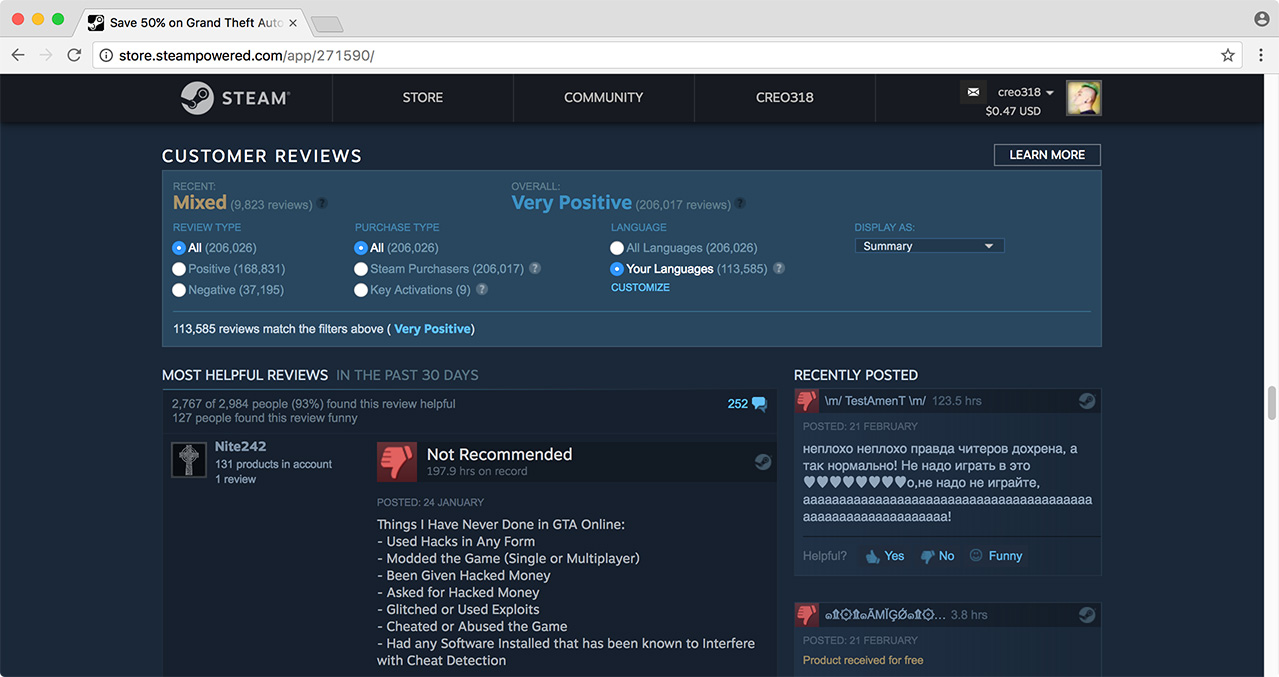 Save 50% on Grand Theft Auto
store.steampowered.com/app/271590/
STEAM®
STORE
COMMUNITY
CREO318
creo318
$0.47 USD
CUSTOMER REVIEWS
LEARN MORE
RECENT:
Mixed (9,823 reviews) ?
OVERALL:
Very Positive (206,017 reviews) ?
REVIEW TYPE
All (206,026)
Positive (168,831)
Negative (37,195)
PURCHASE TYPE
All (206,026)
Steam Purchasers (206,017) ?
Key Activations (9) ?
LANGUAGE
All Languages (206,026)
Your Languages (113,585) ?
CUSTOMIZE
DISPLAY AS:
Summary
113,585 reviews match the filters above ( Very Positive)
MOST HELPFUL REVIEWS IN THE PAST 30 DAYS
2,767 of 2,984 people (93%) found this review helpful
127 people found this review funny
252
Nite242
131 products in account
1 review
Not Recommended
197.9 hrs on record
POSTED: 24 JANUARY
Things I Have Never Done in GTA Online:
- Used Hacks in Any Form
- Modded the Game (Single or Multiplayer)
- Been Given Hacked Money
- Asked for Hacked Money
- Glitched or Used Exploits
- Cheated or Abused the Game
- Had any Software Installed that has been known to Interfere
with Cheat Detection
RECENTLY POSTED
\m/ TestAmenT \m/ 123.5 hrs
POSTED: 21 FEBRUARY
неплохо неплохо правда читеров дохрена, а
так нормально! Не надо играть в это
♥♥♥♥♥♥♥♥о,не надо не играйте,
аааааааааааааааааааааааааааааааааааааааа
аааааааааааааааааааа!
Helpful? Yes No Funny
3.8 hrs
POSTED: 21 FEBRUARY
Product received for free